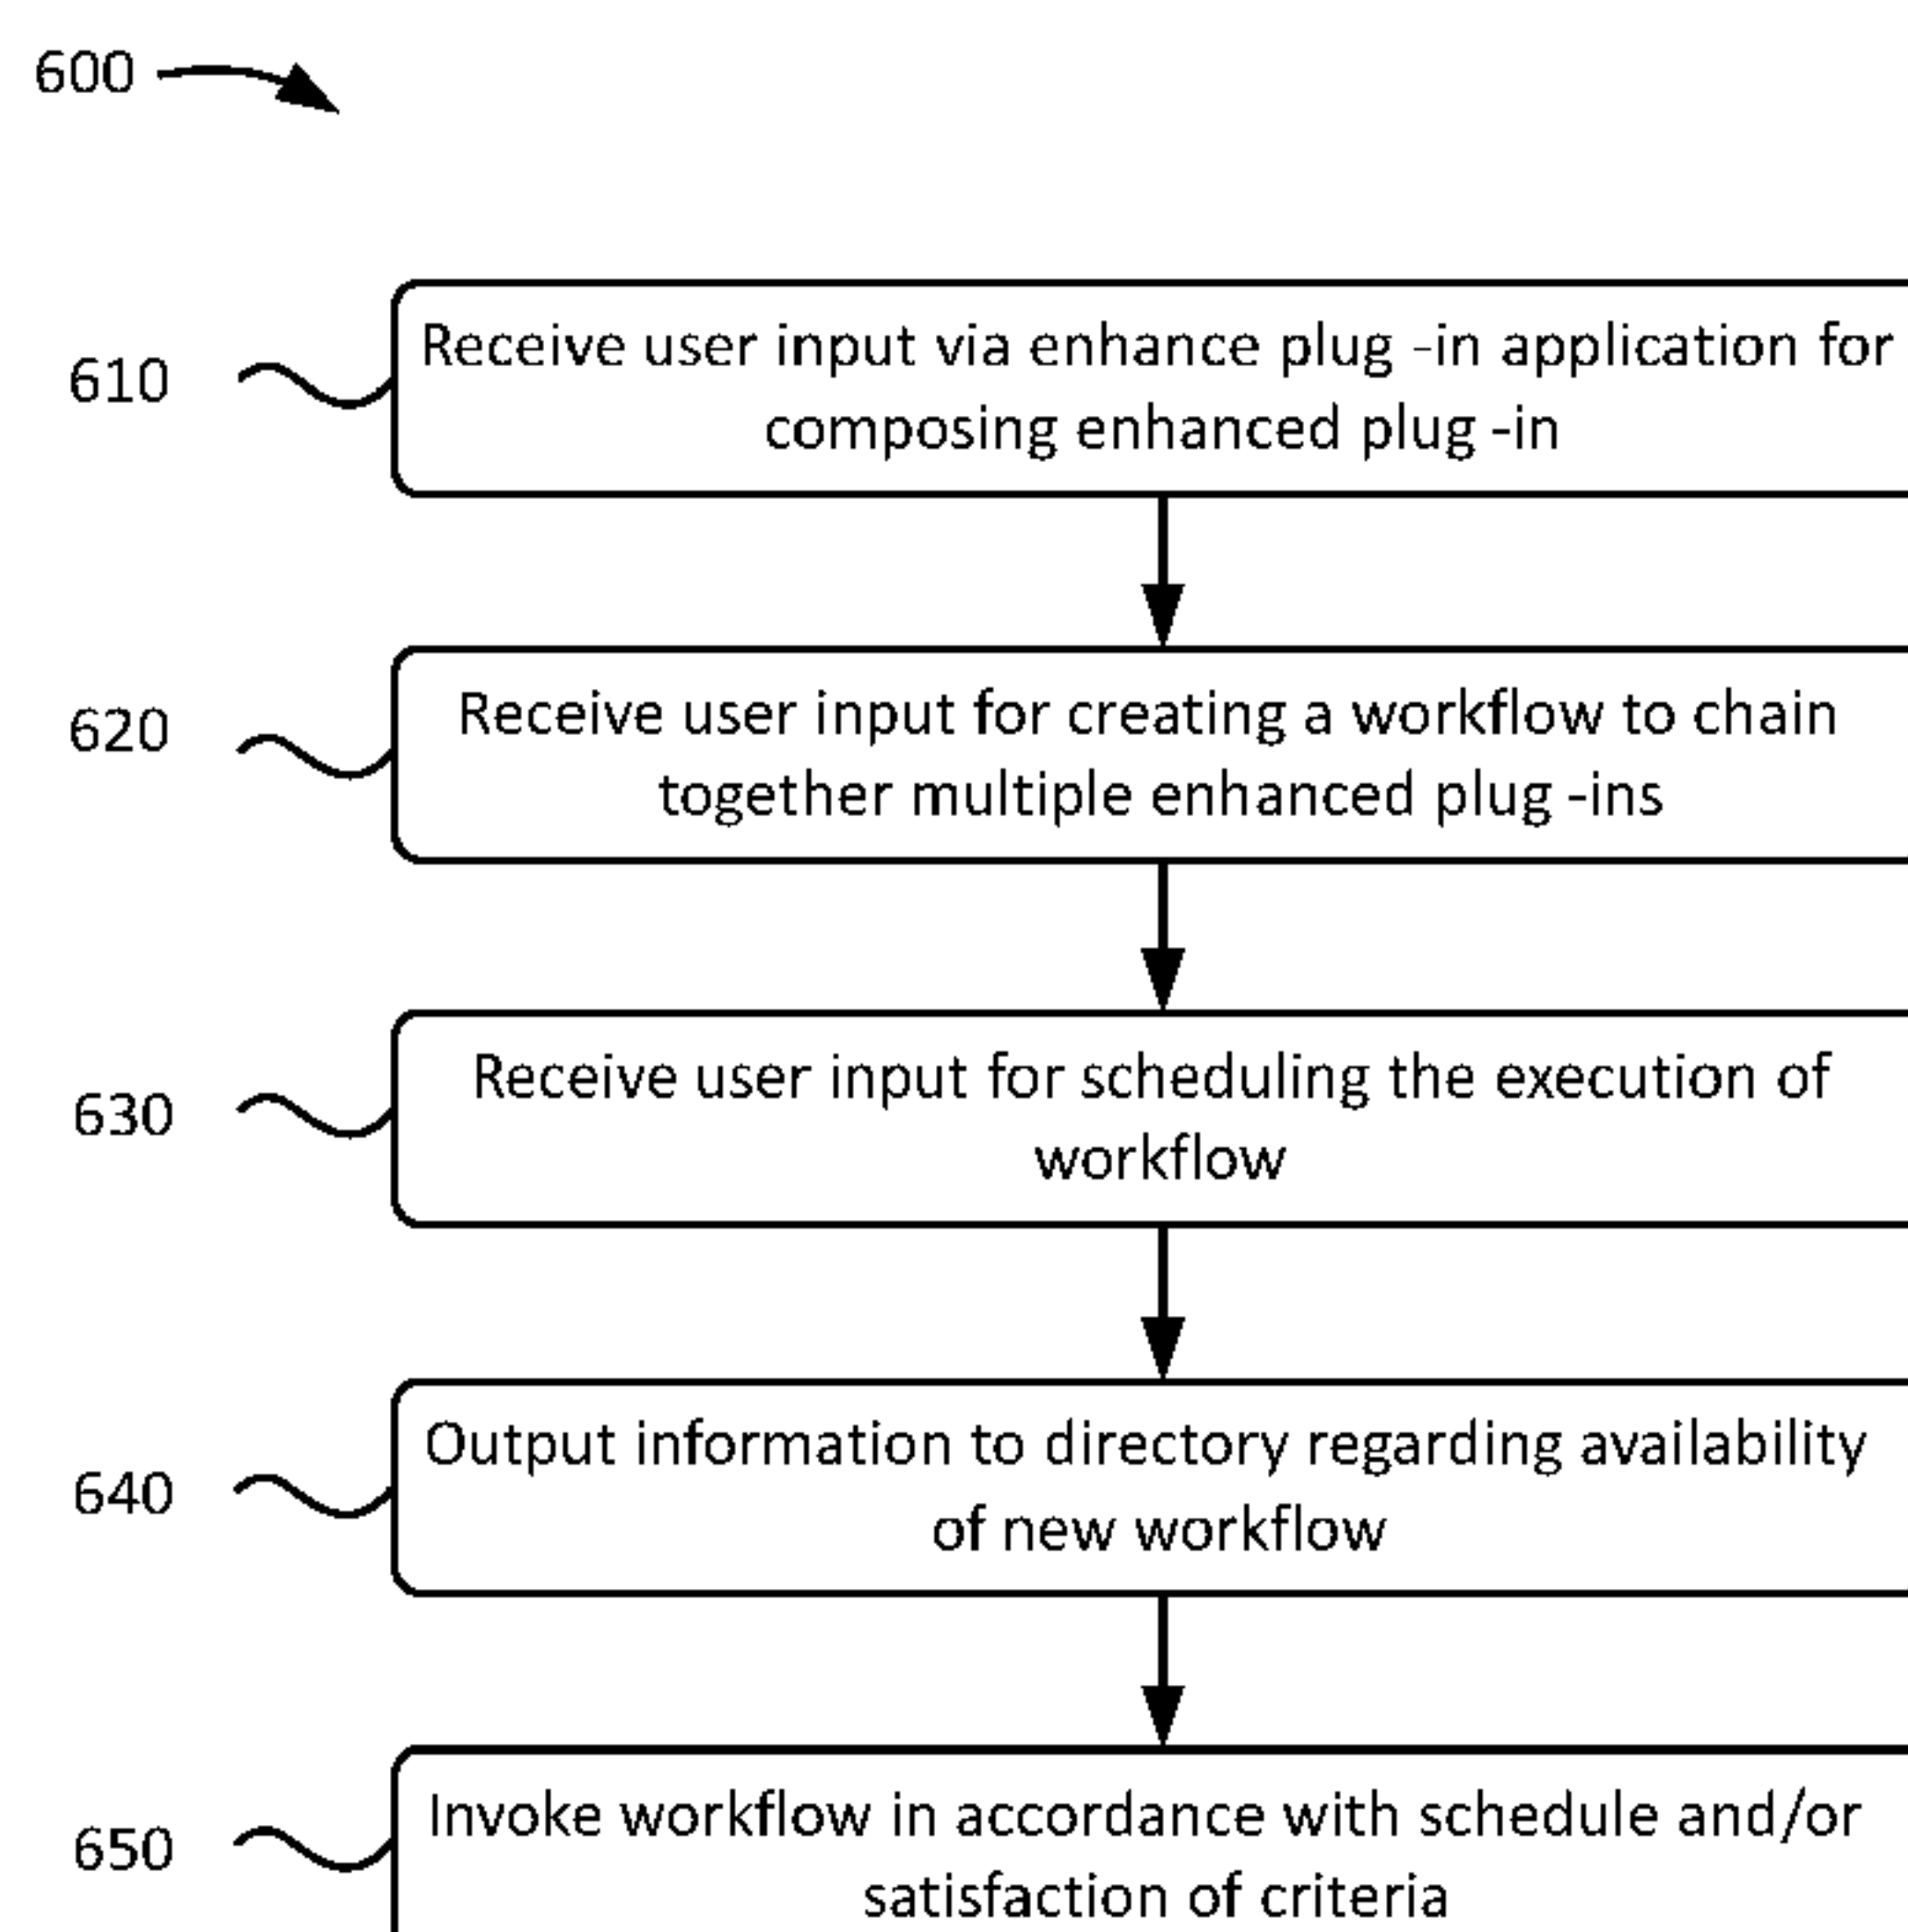 600
610
Receive user input via enhance plug -in application for
composing enhanced plug -in
620
Receive user input for creating a workflow to chain
together multiple enhanced plug -ins
630
Receive user input for scheduling the execution of
workflow
640
Output information to directory regarding availability
of new workflow
650
Invoke workflow in accordance with schedule and/or
satisfaction of criteria